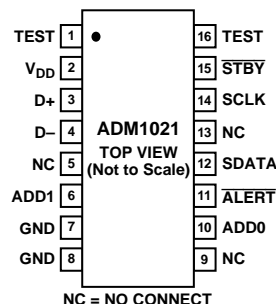 TEST 1 16 TEST
VDD 2 15 STBY
D+ 3 14 SCLK
D– 4 ADM1021 13 NC
TOP VIEW
NC 5 (Not to Scale) 12 SDATA
ADD1 6 11 ALERT
GND 7 10 ADD0
GND 8 9 NC
NC = NO CONNECT